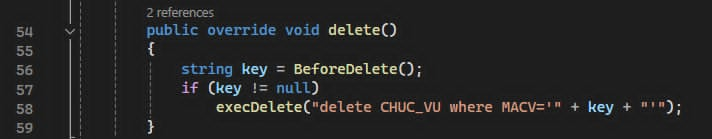 2 references
54 public override void delete()
55 {
56 string key = BeforeDelete();
57 if (key != null)
58 execDelete("delete CHUC_VU where MACV='" + key + "'");
59 }